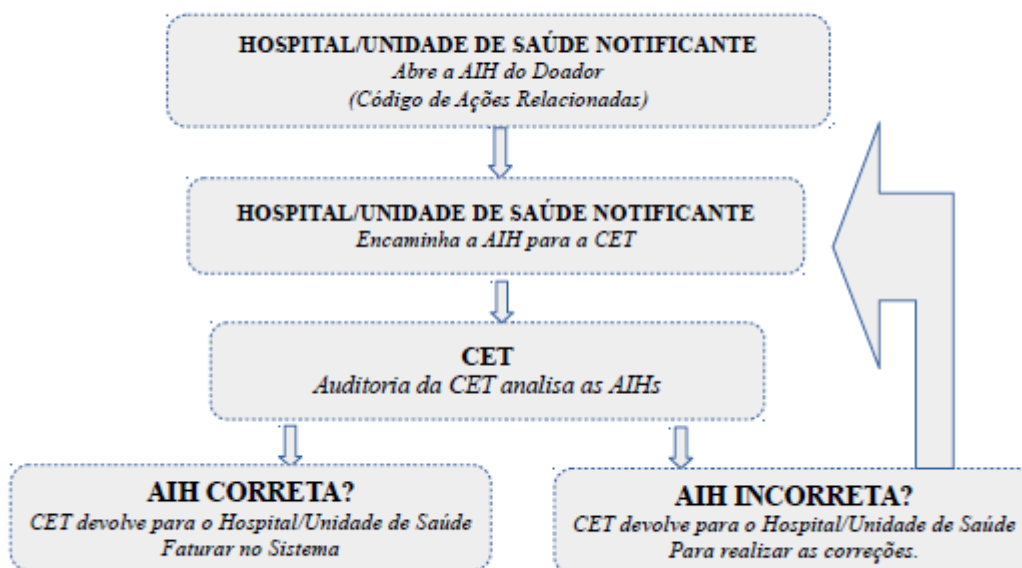 HOSPITAL/UNIDADE DE SAÚDE NOTIFICANTE
Abre a AIH do Doador
(Código de Ações Relacionadas)
HOSPITAL/UNIDADE DE SAÚDE NOTIFICANTE
Encaminha a AIH para a CET
CET
Auditoria da CET analisa as AIHs
AIH CORRETA?
CET devolve para o Hospital/Unidade de Saúde
Faturar no Sistema
AIH INCORRETA?
CET devolve para o Hospital/Unidade de Saúde
Para realizar as correções.